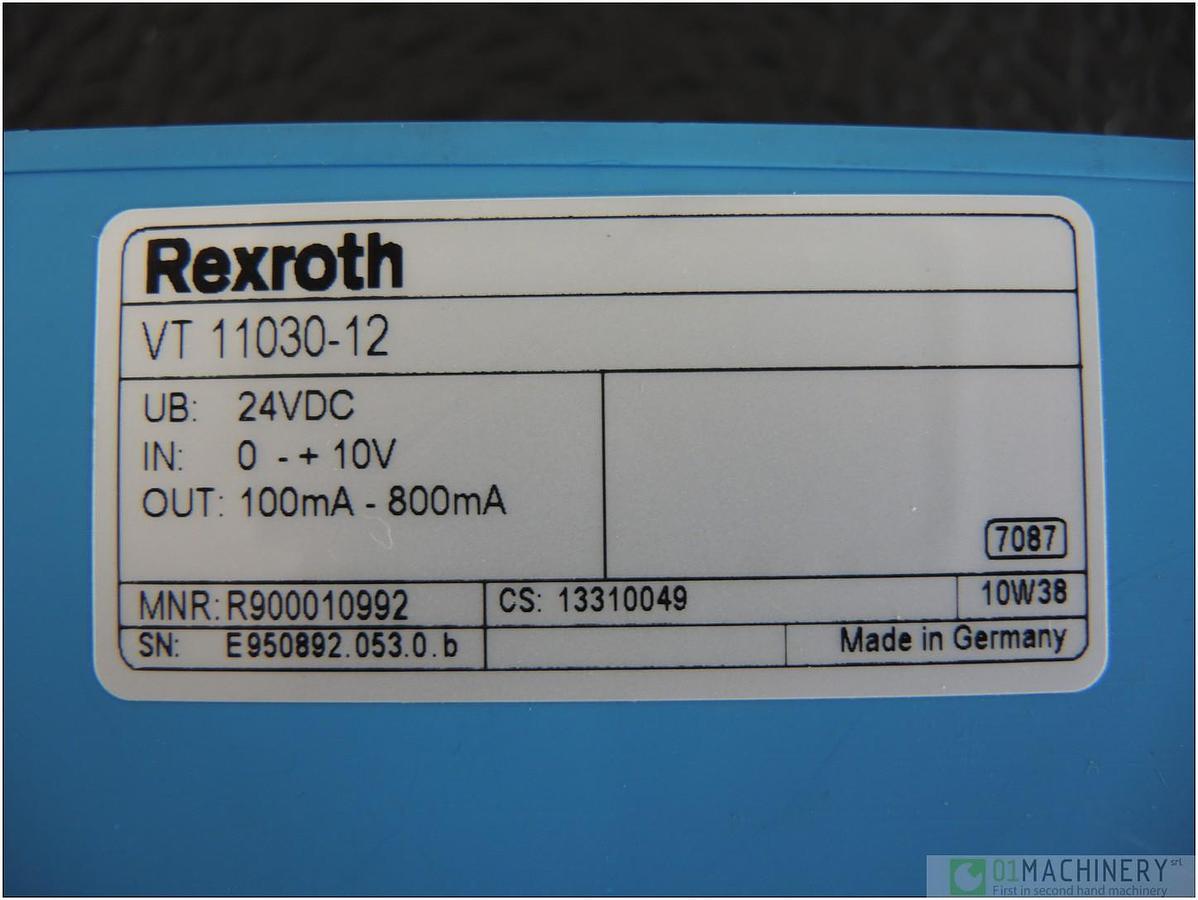 Rexroth
VT 11030-12
UB: 24VDC
IN: 0 -+ 10V
OUT: 100mA - 800mA
7087
MNR: R900010992 CS: 13310049 10W38
SN: E950892.053.0.b Made in Germany
01MACHINERY srl
First in second hand machinery